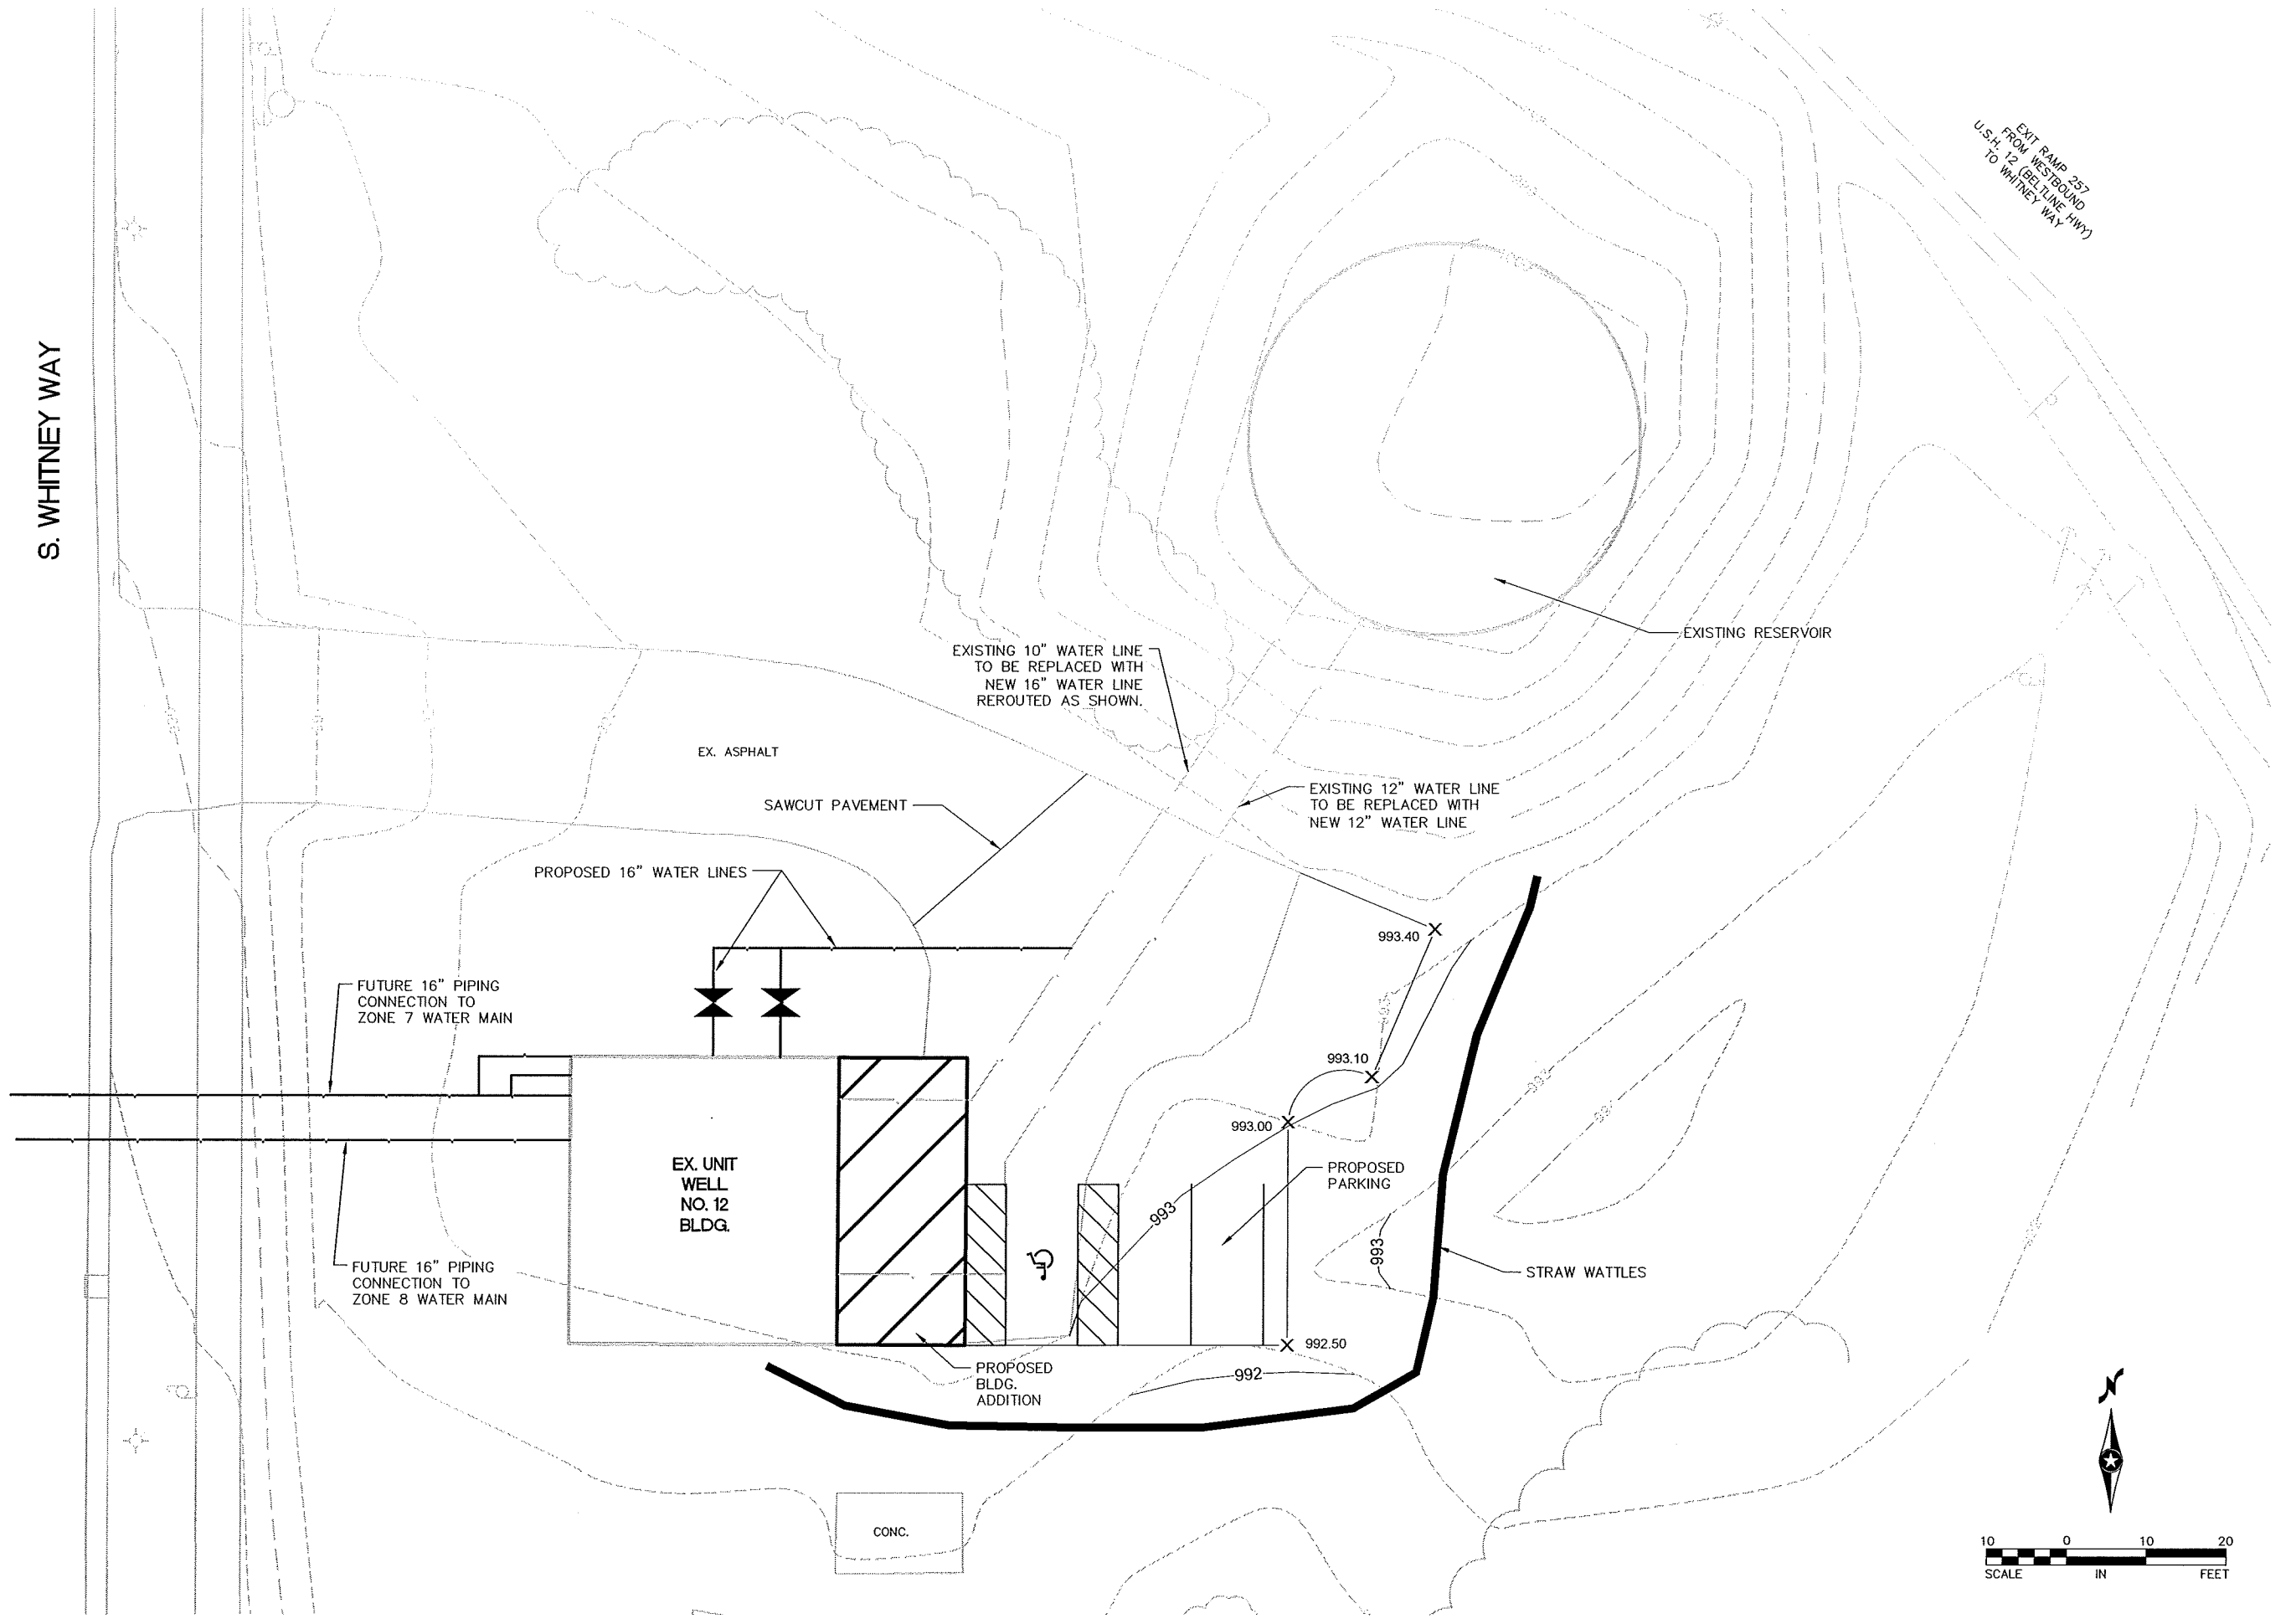 EXIT RAMP 257
FROM WESTBOUND
U.S.H. 12 (BELTLINE HWY)
TO WHITNEY WAY
S. WHITNEY WAY
EXISTING RESERVOIR
EXISTING 10" WATER LINE
TO BE REPLACED WITH
NEW 16" WATER LINE
REROUTED AS SHOWN.
EX. ASPHALT
SAWCUT PAVEMENT
EXISTING 12" WATER LINE
TO BE REPLACED WITH
NEW 12" WATER LINE
PROPOSED 16" WATER LINES
993.40
FUTURE 16" PIPING
CONNECTION TO
ZONE 7 WATER MAIN
993.10
993.00
EX. UNIT
WELL
NO. 12
BLDG.
PROPOSED
PARKING
993
993
STRAW WATTLES
FUTURE 16" PIPING
CONNECTION TO
ZONE 8 WATER MAIN
992.50
992
PROPOSED
BLDG.
ADDITION
N
CONC.
10 0 10 20
SCALE IN FEET